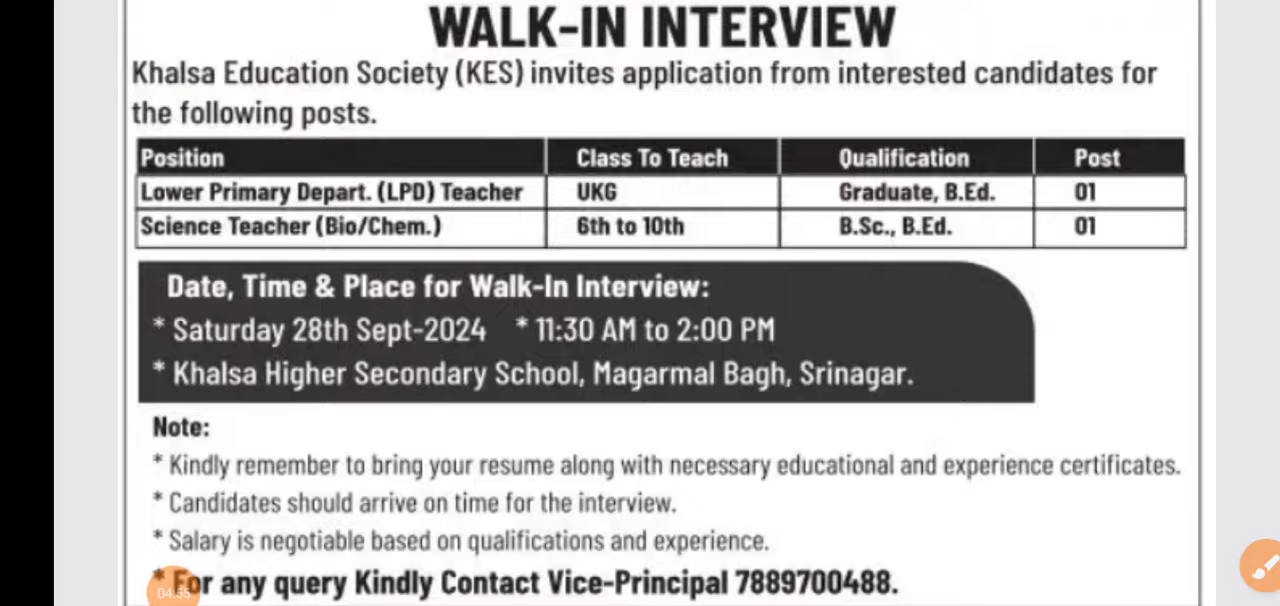 WALK-IN INTERVIEW
Khalsa Education Society (KES) invites application from interested candidates for
the following posts.
Position Class To Teach Qualification Post
Lower Primary Depart. (LPD) Teacher UKG Graduate, B.Ed. 01
Science Teacher (Bio/Chem.) 6th to 10th B.Sc., B.Ed. 01
Date, Time & Place for Walk-In Interview:
* Saturday 28th Sept-2024 * 11:30 AM to 2:00 PM
* Khalsa Higher Secondary School, Magarmal Bagh, Srinagar.
Note:
* Kindly remember to bring your resume along with necessary educational and experience certificates.
* Candidates should arrive on time for the interview.
* Salary is negotiable based on qualifications and experience.
* For any query Kindly Contact Vice-Principal 7889700488.
04:35